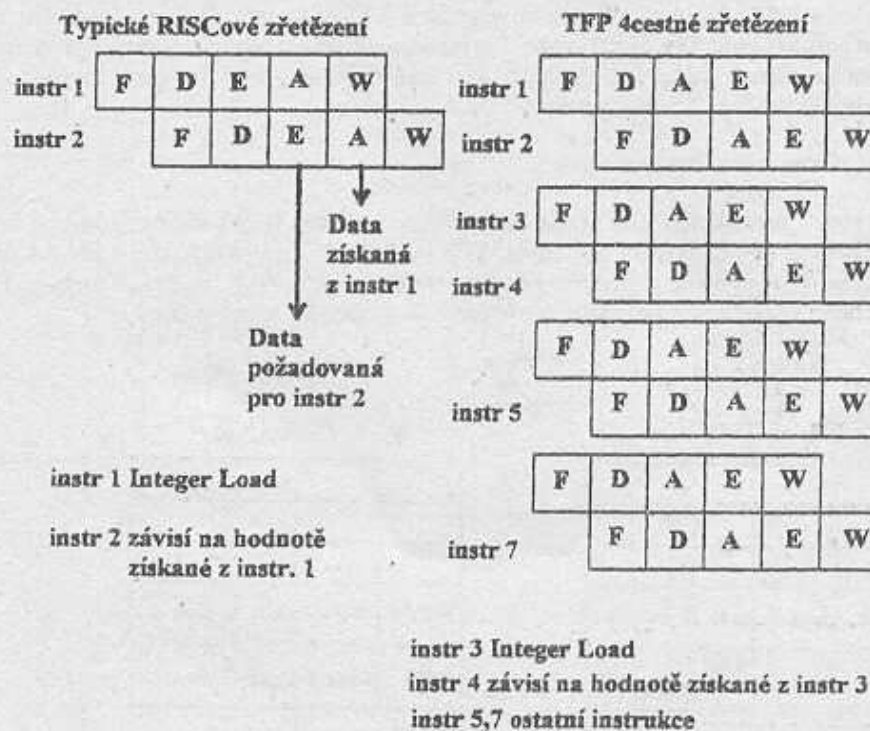 Typické RISCové zřetězení
instr 1 F D E A W
instr 2 F D E A W
Data
získaná
z instr 1
Data
požadovaná
pro instr 2
instr 1 Integer Load
instr 2 závisí na hodnotě
získané z instr. 1
TFP 4cestné zřetězení
instr 1 F D A E W
instr 2 F D A E W
instr 3 F D A E W
instr 4 F D A E W
F D A E W
instr 5 F D A E W
F D A E W
instr 7 F D A E W
instr 3 Integer Load
instr 4 závisí na hodnotě získané z instr 3
instr 5,7 ostatní instrukce